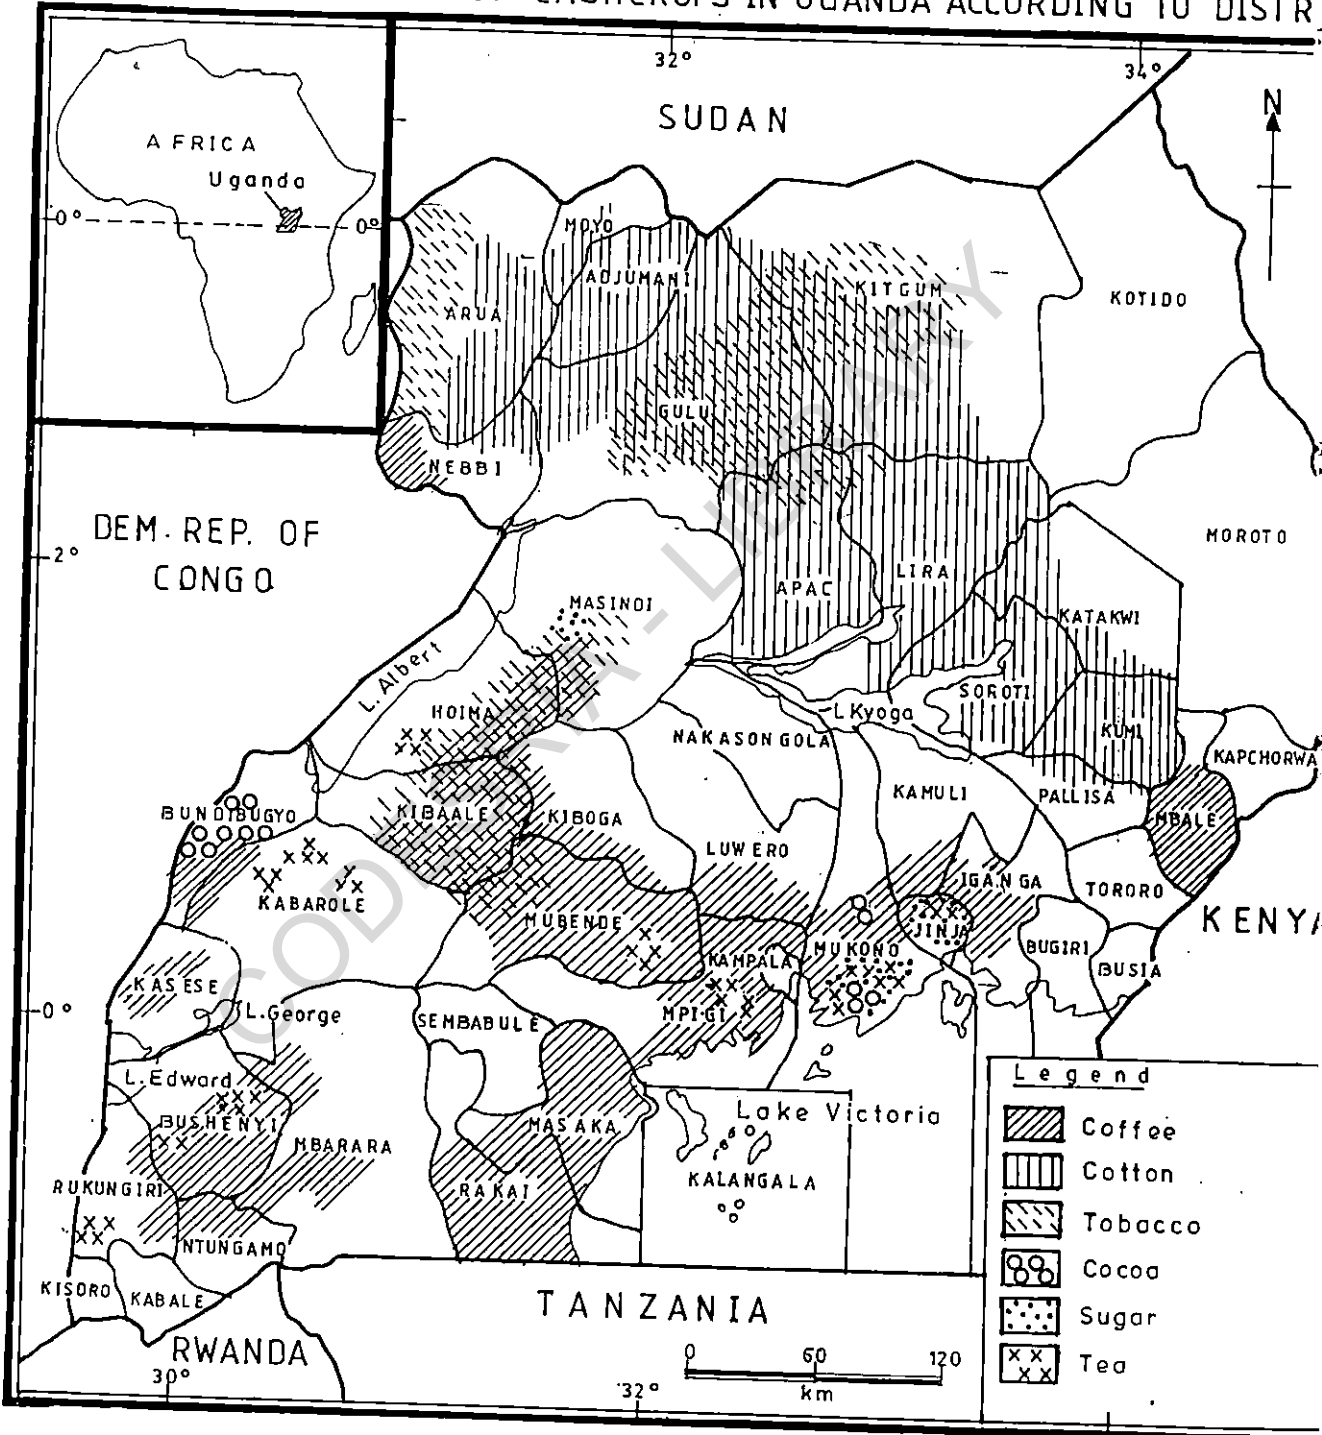 CASHCROPS IN UGANDA ACCORDING TO DISTR
32°
34°
N
SUDAN
AFRICA
Uganda
0°
0°
MOYO
ADJUMANI
KITGUM
KOTIDO
ARUA
GULU
NEBBI
DEM. REP. OF
CONGO
2°
MOROTO
MASINDI
APAC
LIRA
KATAKWI
L. Albert
HOIMA
SOROTI
L Kyoga
NAKASONGOLA
KUMI
KAPCHORWA
BUNDIBUGYO
KIBAALE
KIBOGA
KAMULI
PALLISA
MBALE
LUWERO
IGANGA
TORORO
KABAROLE
MUBENDE
JINJA
KENYA
KAMPALA
MUKONO
BUGIRI
BUSIA
KASESE
0°
L.George
SEMBABULE
MPIGI
L.Edward
BUSHENYI
MBARARA
MASAKA
Lake Victoria
RUKUNGIRI
RAKAI
KALANGALA
NTUNGAMO
KISORO
KABALE
TANZANIA
RWANDA
30°
32°
0 60 120
km
Legend
Coffee
Cotton
Tobacco
Cocoa
Sugar
Tea
CODESRIA - LIBRARY